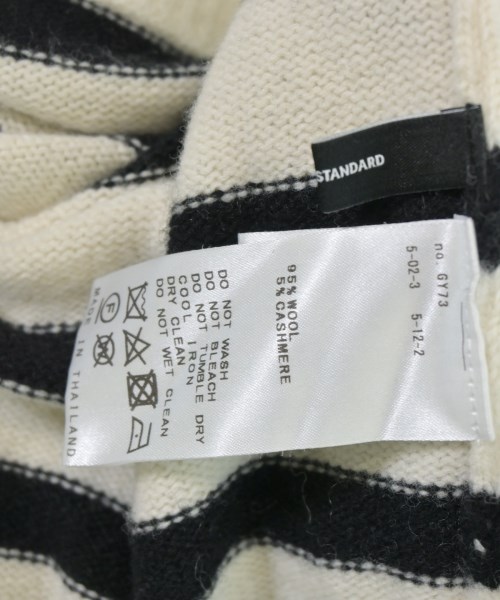 STANDARD
no. GY73
5-02-3 5-12-2
95% WOOL
5% CASHMERE
DO NOT WASH
DO NOT BLEACH
DO NOT TUMBLE DRY
COOL IRON
DRY CLEAN
DO NOT WET CLEAN
F
W
MADE IN THAILAND